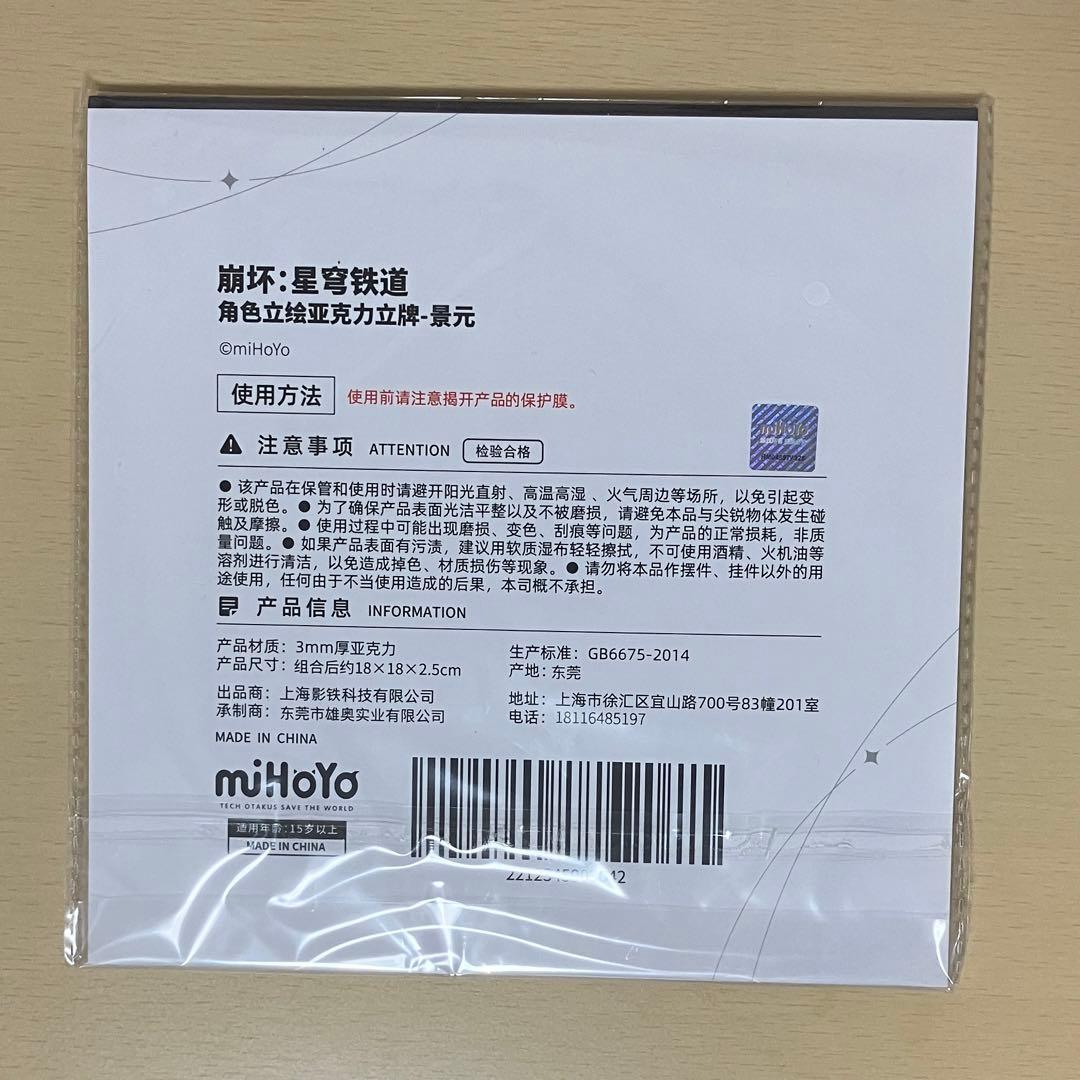 崩坏:星穹铁道
角色立绘亚克力立牌-景元
©miHoYo
使用方法 使用前请注意揭开产品的保护膜。
注意事项 ATTENTION 检验合格
miHoYo
● 该产品在保管和使用时请避开阳光直射、高温高湿 、火气周边等场所，以免引起变
形或脱色。● 为了确保产品表面光洁平整以及不被磨损，请避免本品与尖锐物体发生碰
触及摩擦。● 使用过程中可能出现磨损、变色、刮痕等问题，为产品的正常损耗，非质
量问题。● 如果产品表面有污渍，建议用软质湿布轻轻擦拭，不可使用酒精、火机油等
溶剂进行清洁，以免造成掉色、材质损伤等现象。● 请勿将本品作摆件、挂件以外的用
途使用，任何由于不当使用造成的后果，本司概不承担。
产品信息 INFORMATION
产品材质：3mm厚亚克力 生产标准：GB6675-2014
产品尺寸：组合后约18×18×2.5cm 产地：东莞
出品商：上海影铁科技有限公司 地址：上海市徐汇区宜山路700号83幢201室
承制商：东莞市雄奥实业有限公司 电话：18116485197
MADE IN CHINA
miHoYo
TECH OTAKUS SAVE THE WORLD
适用年龄:15岁以上
MADE IN CHINA